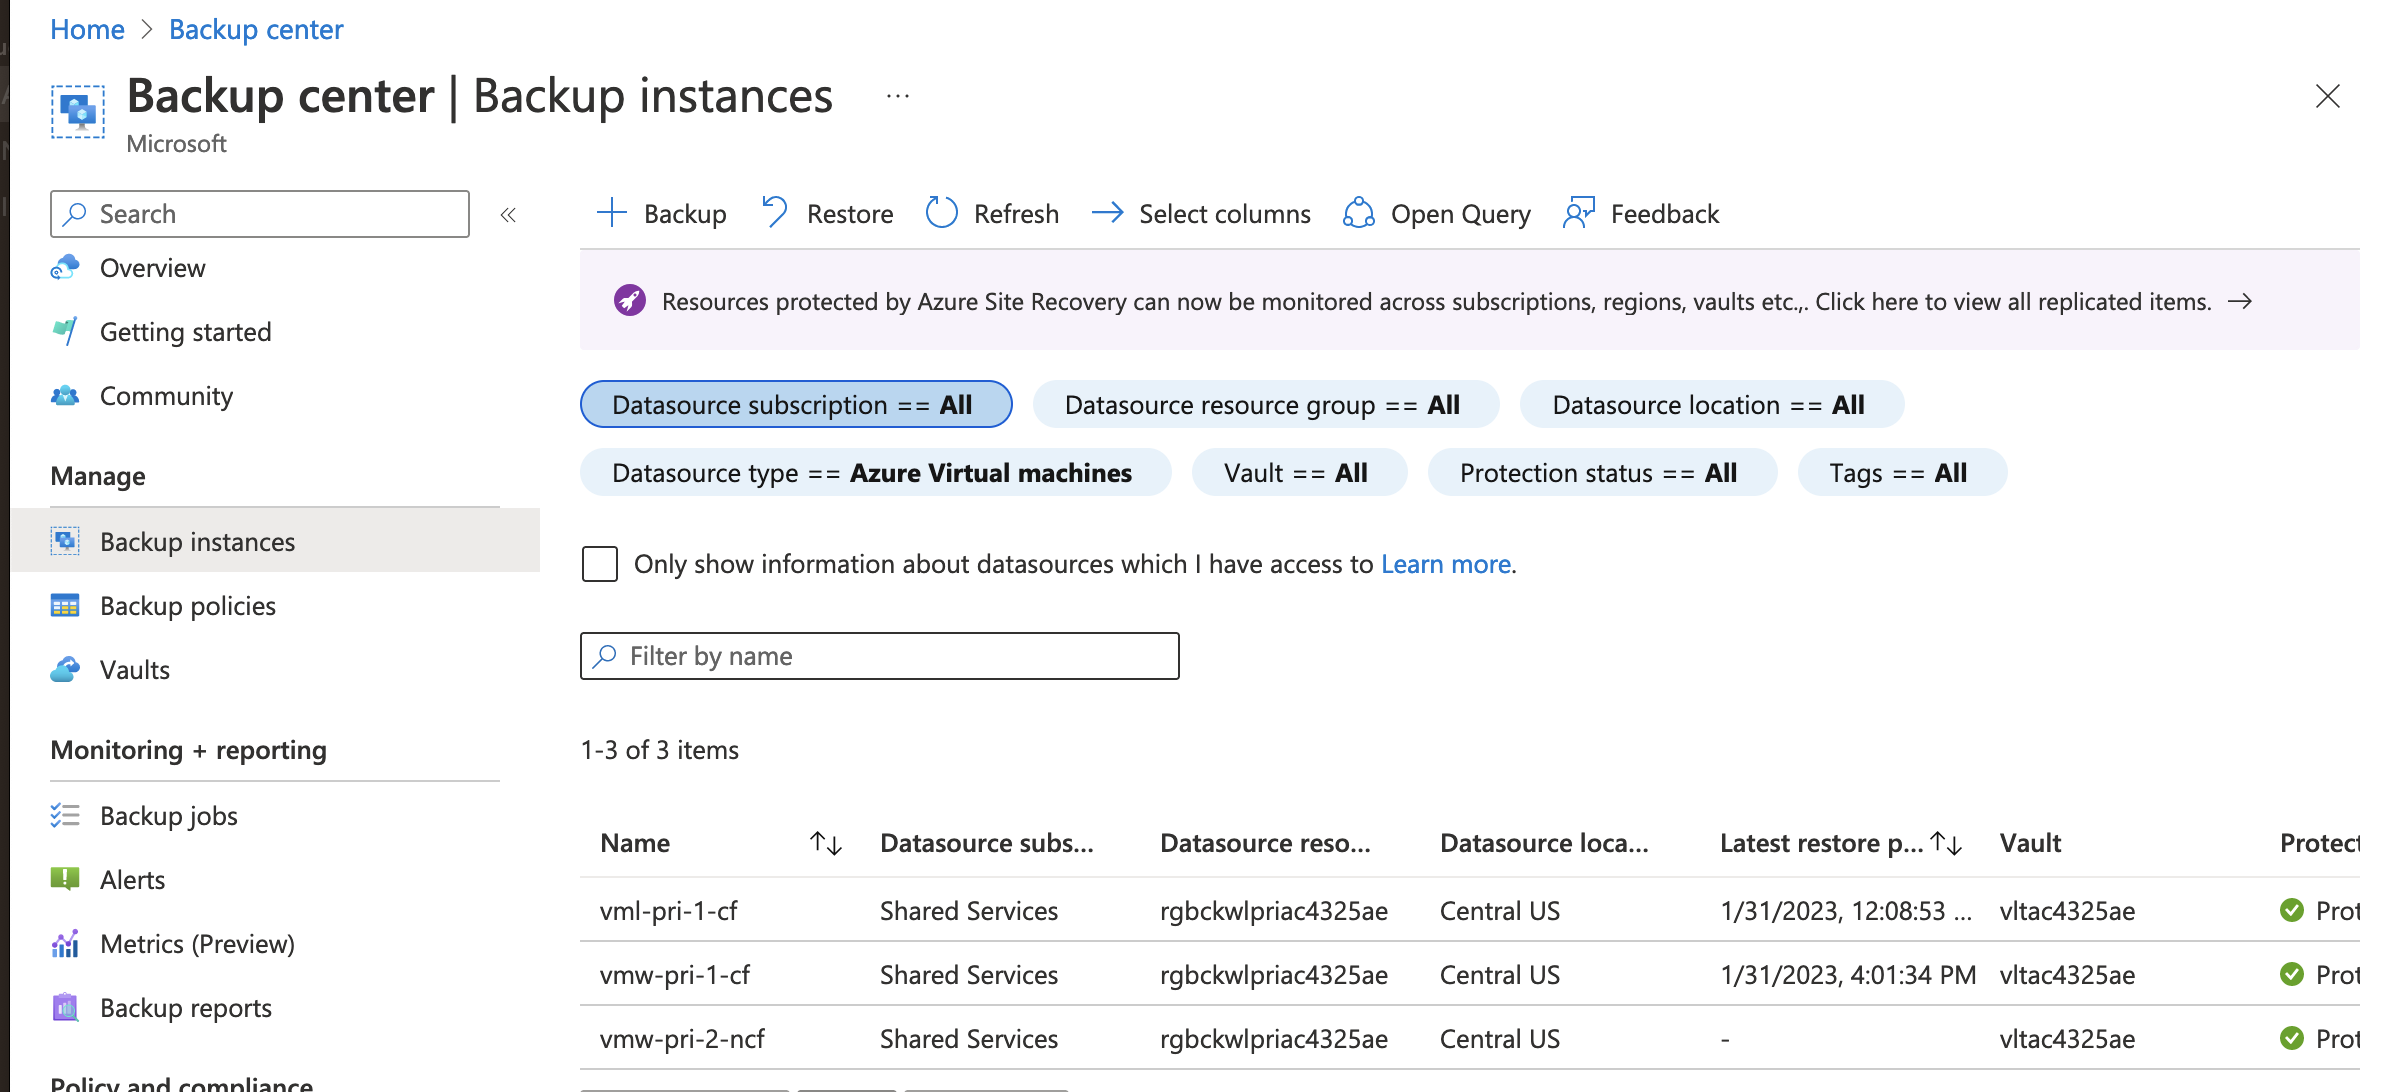 Home > Backup center
Backup center | Backup instances ...
Microsoft
Search «
Overview
Getting started
Community
Manage
Backup instances
Backup policies
Vaults
Monitoring + reporting
Backup jobs
Alerts
Metrics (Preview)
Backup reports
Policy and compliance
Backup Restore Refresh Select columns Open Query Feedback
Resources protected by Azure Site Recovery can now be monitored across subscriptions, regions, vaults etc.,. Click here to view all replicated items. →
Datasource subscription == All Datasource resource group == All Datasource location == All
Datasource type == Azure Virtual machines Vault == All Protection status == All Tags == All
Only show information about datasources which I have access to Learn more.
Filter by name
1-3 of 3 items
Name ↑↓ Datasource subs... Datasource reso... Datasource loca... Latest restore p... ↑↓ Vault Protect
vml-pri-1-cf Shared Services rgbckwlpriac4325ae Central US 1/31/2023, 12:08:53 ... vltac4325ae Prot
vmw-pri-1-cf Shared Services rgbckwlpriac4325ae Central US 1/31/2023, 4:01:34 PM vltac4325ae Prot
vmw-pri-2-ncf Shared Services rgbckwlpriac4325ae Central US - vltac4325ae Prot